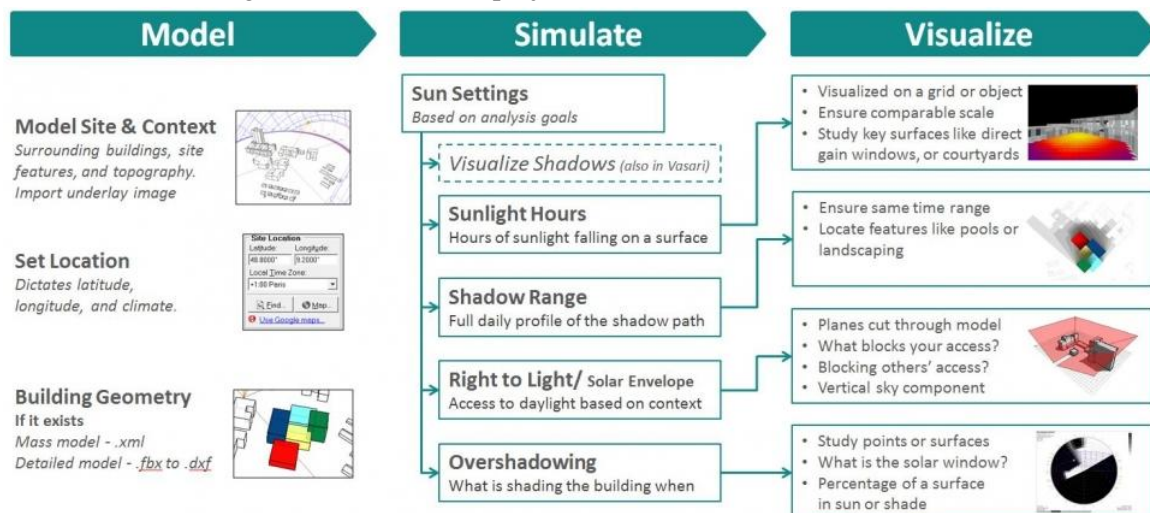 Model
Simulate
Visualize
Model Site & Context
Surrounding buildings, site
features, and topography.
Import underlay image
Set Location
Dictates latitude,
longitude, and climate.
Site Location
Latitude: Longitude:
48.8000° 9.2000°
Local Time Zone:
+1:00 Paris
Find... Map...
Use Google maps...
Building Geometry
If it exists
Mass model - .xml
Detailed model - .fbx to .dxf
Sun Settings
Based on analysis goals
Visualize Shadows (also in Vasari)
Sunlight Hours
Hours of sunlight falling on a surface
Shadow Range
Full daily profile of the shadow path
Right to Light/ Solar Envelope
Access to daylight based on context
Overshadowing
What is shading the building when
• Visualized on a grid or object
• Ensure comparable scale
• Study key surfaces like direct
gain windows, or courtyards
• Ensure same time range
• Locate features like pools or
landscaping
• Planes cut through model
• What blocks your access?
• Blocking others' access?
• Vertical sky component
• Study points or surfaces
• What is the solar window?
• Percentage of a surface
in sun or shade